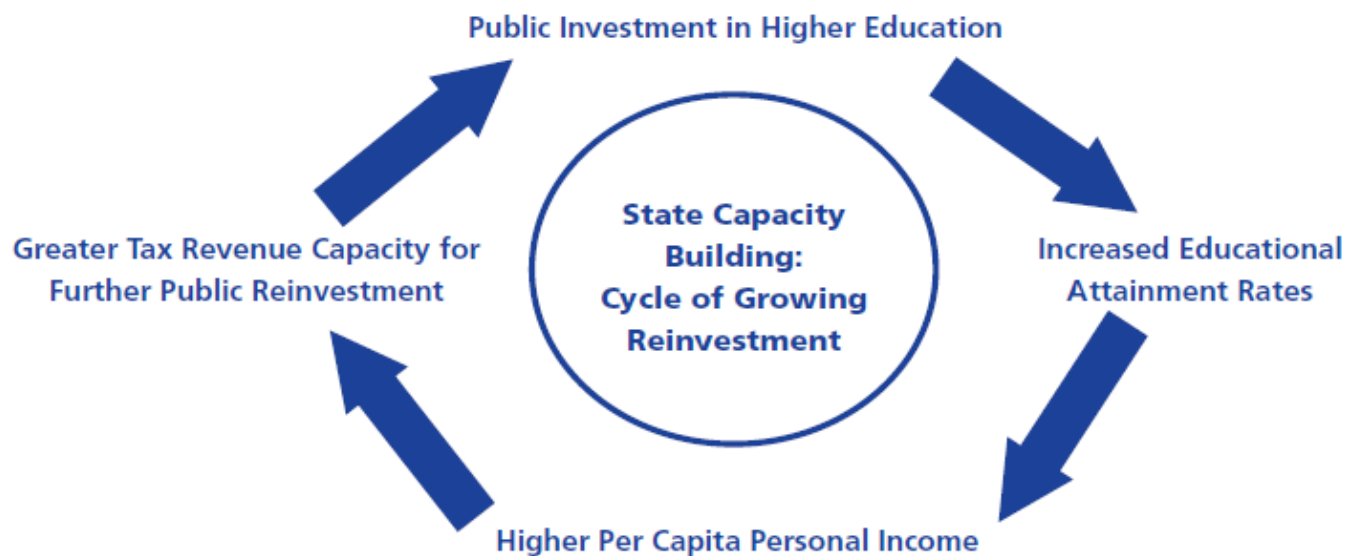 Public Investment in Higher Education
Increased Educational
Attainment Rates
Higher Per Capita Personal Income
Greater Tax Revenue Capacity for
Further Public Reinvestment
State Capacity
Building:
Cycle of Growing
Reinvestment